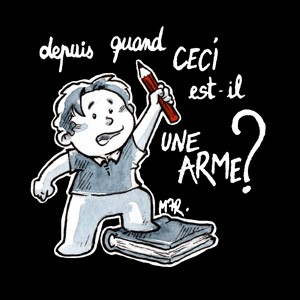 depuis quand CECI
est-il
UNE
ARME?
MAR.